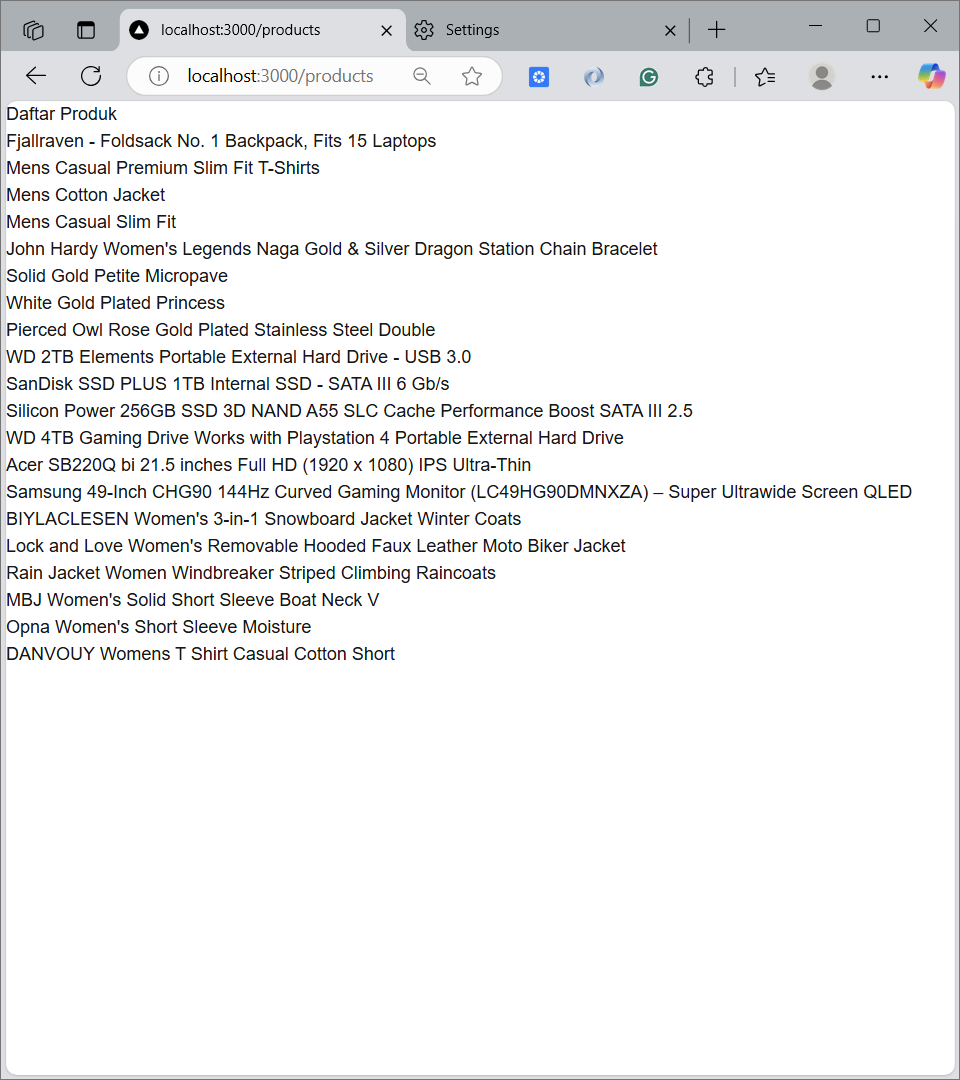 localhost:3000/products
Settings
localhost:3000/products
Daftar Produk
Fjallraven - Foldsack No. 1 Backpack, Fits 15 Laptops
Mens Casual Premium Slim Fit T-Shirts
Mens Cotton Jacket
Mens Casual Slim Fit
John Hardy Women's Legends Naga Gold & Silver Dragon Station Chain Bracelet
Solid Gold Petite Micropave
White Gold Plated Princess
Pierced Owl Rose Gold Plated Stainless Steel Double
WD 2TB Elements Portable External Hard Drive - USB 3.0
SanDisk SSD PLUS 1TB Internal SSD - SATA III 6 Gb/s
Silicon Power 256GB SSD 3D NAND A55 SLC Cache Performance Boost SATA III 2.5
WD 4TB Gaming Drive Works with Playstation 4 Portable External Hard Drive
Acer SB220Q bi 21.5 inches Full HD (1920 x 1080) IPS Ultra-Thin
Samsung 49-Inch CHG90 144Hz Curved Gaming Monitor (LC49HG90DMNXZA) – Super Ultrawide Screen QLED
BIYLACLESEN Women's 3-in-1 Snowboard Jacket Winter Coats
Lock and Love Women's Removable Hooded Faux Leather Moto Biker Jacket
Rain Jacket Women Windbreaker Striped Climbing Raincoats
MBJ Women's Solid Short Sleeve Boat Neck V
Opna Women's Short Sleeve Moisture
DANVOUY Womens T Shirt Casual Cotton Short